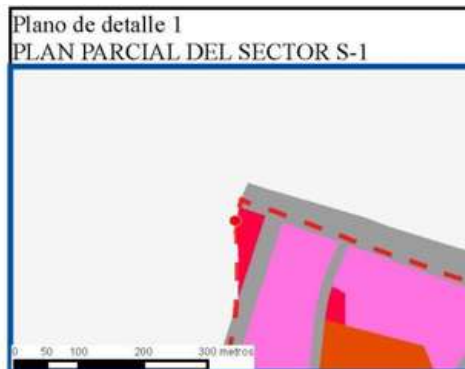 Plano de detalle 1
PLAN PARCIAL DEL SECTOR S-1
0 50 100 200 300 metros